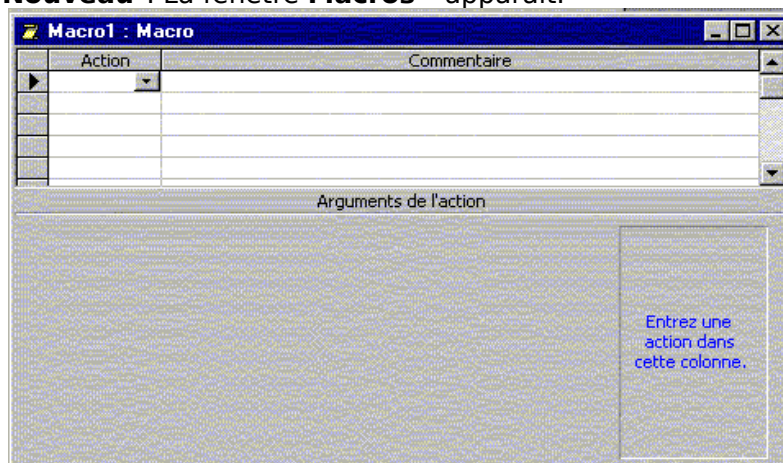 Nouveau". La fenêtre "Macros" apparaît.
Macro1 : Macro
Action Commentaire
Arguments de l'action
Entrez une
action dans
cette colonne.